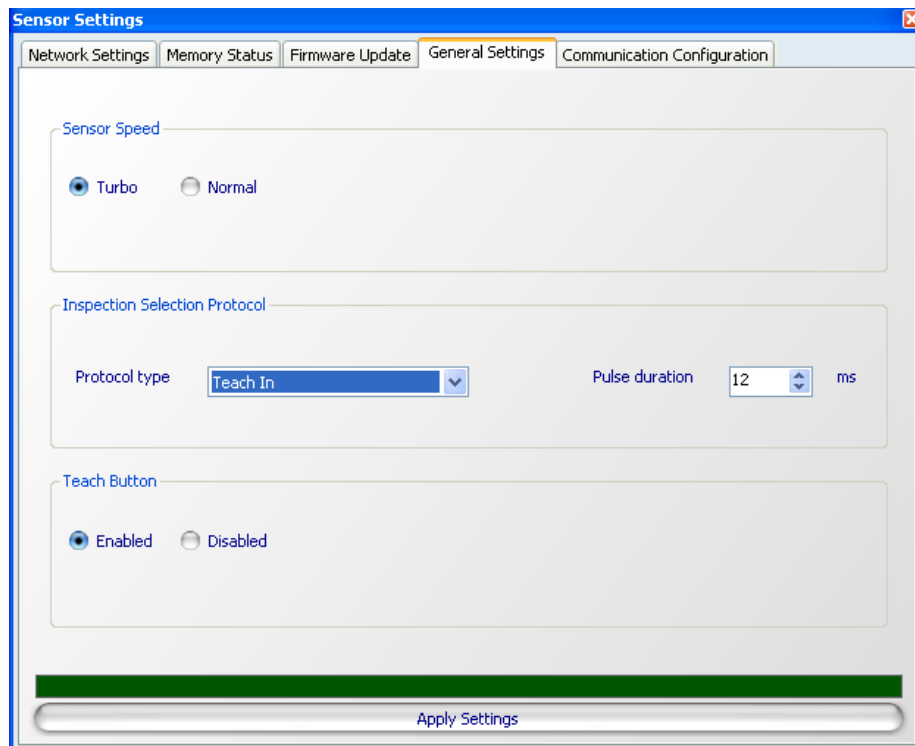 Sensor Settings
Network Settings Memory Status Firmware Update General Settings Communication Configuration
Sensor Speed
Turbo Normal
Inspection Selection Protocol
Protocol type Teach In Pulse duration 12 ms
Teach Button
Enabled Disabled
Apply Settings